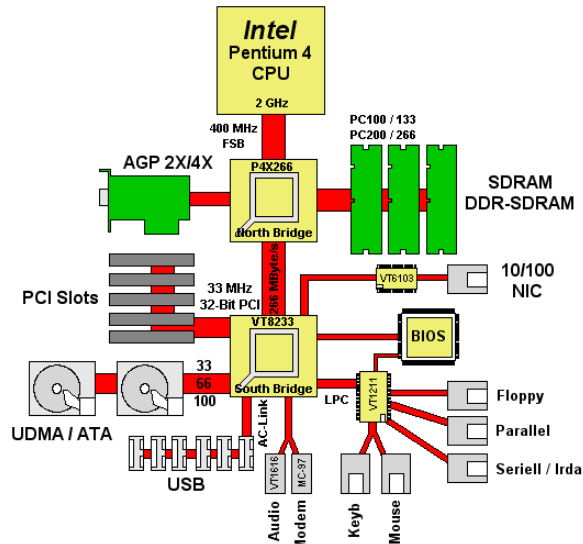 Intel
Pentium 4
CPU
2 GHz
400 MHz
FSB
PC100 / 133
PC200 / 266
AGP 2X/4X
P4X266
North Bridge
SDRAM
DDR-SDRAM
266 MByte/s
33 MHz
32-Bit PCI
PCI Slots
VT6103
10/100
NIC
VT8233
South Bridge
BIOS
33
66
100
UDMA / ATA
AC-Link
LPC
VT1211
Floppy
Parallel
Seriell / Irda
USB
VT1616
MC-97
Audio
Modem
Keyb
Mouse